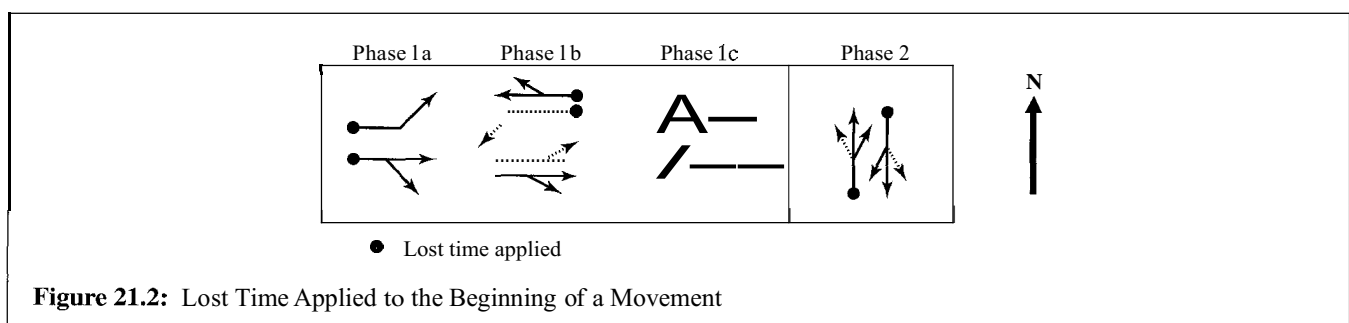 Phase 1a Phase 1b Phase 1c Phase 2
N
A—
Lost time applied
Figure 21.2: Lost Time Applied to the Beginning of a Movement